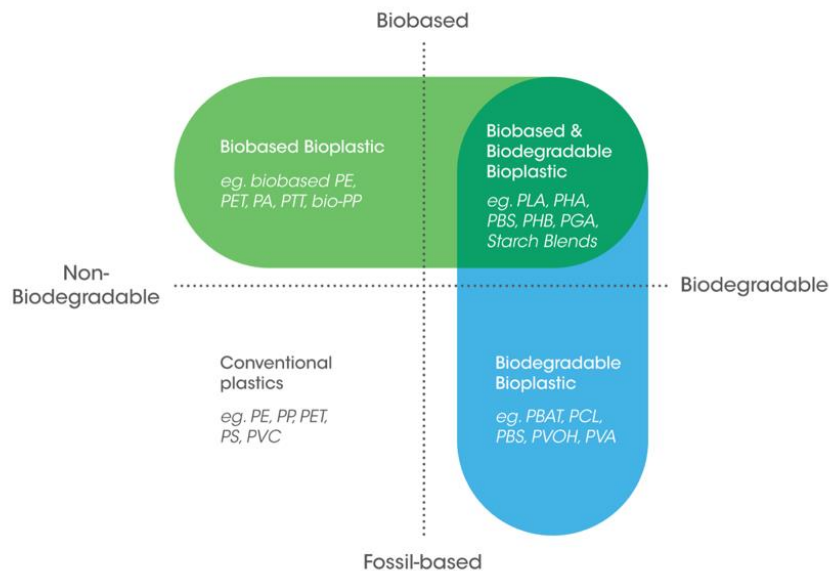 Biobased
Biobased Bioplastic
eg. biobased PE,
PET, PA, PTT, bio-PP
Biobased &
Biodegradable
Bioplastic
eg. PLA, PHA,
PBS, PHB, PGA,
Starch Blends
Non-
Biodegradable
Biodegradable
Conventional
plastics
eg. PE, PP, PET,
PS, PVC
Biodegradable
Bioplastic
eg. PBAT, PCL,
PBS, PVOH, PVA
Fossil-based